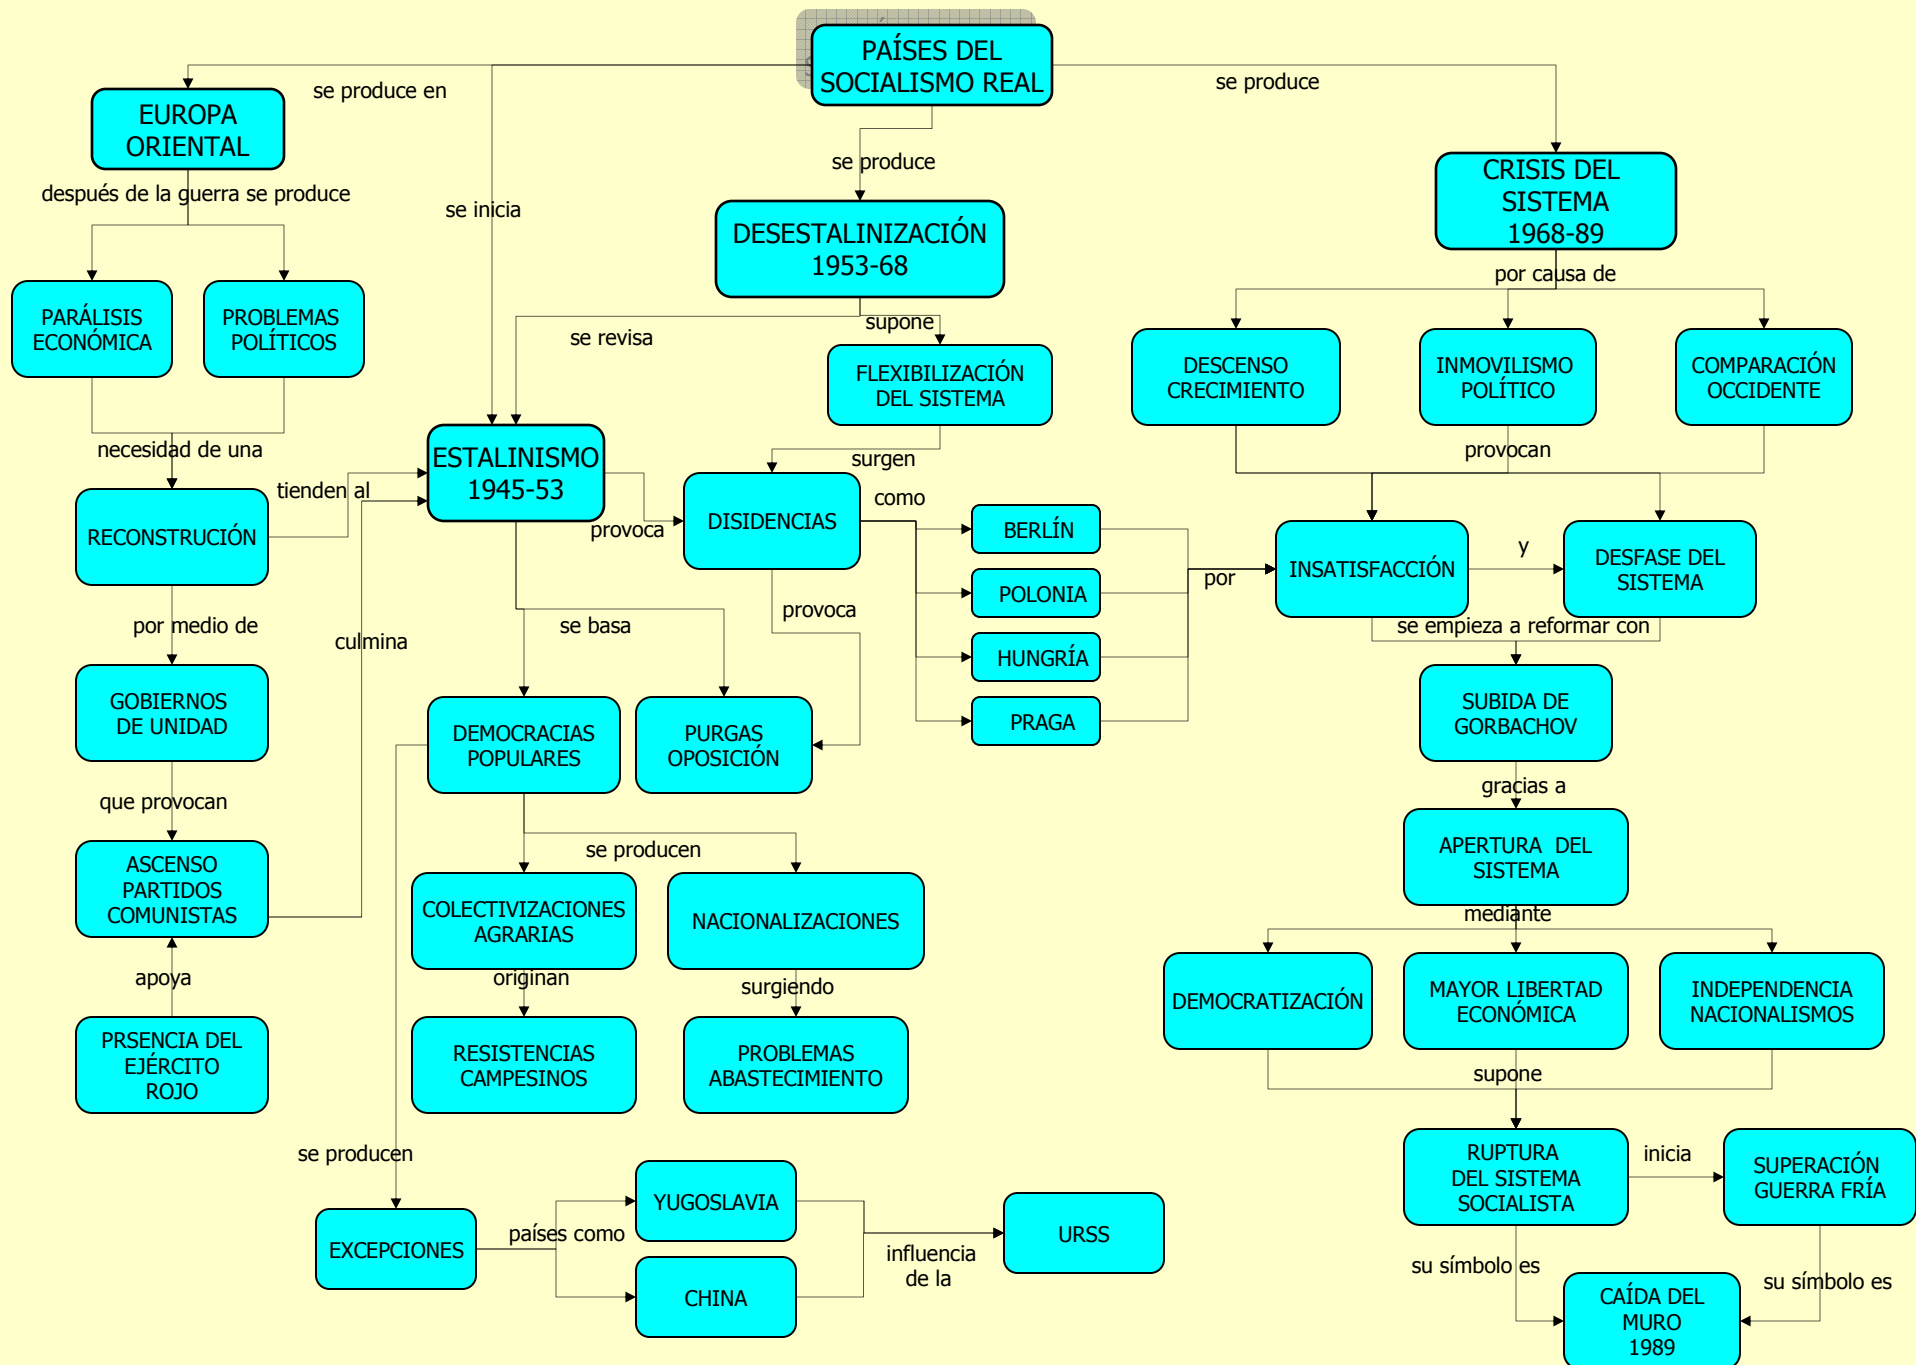 PAÍSES DEL
SOCIALISMO REAL
se produce en
se produce
EUROPA
ORIENTAL
después de la guerra se produce
se inicia
se produce
DESESTALINIZACIÓN
1953-68
CRISIS DEL
SISTEMA
1968-89
por causa de
PARÁLISIS
ECONÓMICA
PROBLEMAS
POLÍTICOS
se revisa
supone
FLEXIBILIZACIÓN
DEL SISTEMA
DESCENSO
CRECIMIENTO
INMOVILISMO
POLÍTICO
COMPARACIÓN
OCCIDENTE
necesidad de una
tienden al
ESTALINISMO
1945-53
surgen
provocan
RECONSTRUCIÓN
provoca
DISIDENCIAS
como
BERLÍN
POLONIA
HUNGRÍA
PRAGA
por
INSATISFACCIÓN
y
DESFASE DEL
SISTEMA
por medio de
culmina
se basa
provoca
se empieza a reformar con
GOBIERNOS
DE UNIDAD
DEMOCRACIAS
POPULARES
PURGAS
OPOSICIÓN
SUBIDA DE
GORBACHOV
que provocan
gracias a
ASCENSO
PARTIDOS
COMUNISTAS
se producen
APERTURA  DEL
SISTEMA
COLECTIVIZACIONES
AGRARIAS
NACIONALIZACIONES
mediante
apoya
originan
surgiendo
DEMOCRATIZACIÓN
MAYOR LIBERTAD
ECONÓMICA
INDEPENDENCIA
NACIONALISMOS
PRSENCIA DEL
EJÉRCITO
ROJO
RESISTENCIAS
CAMPESINOS
PROBLEMAS
ABASTECIMIENTO
supone
se producen
RUPTURA
DEL SISTEMA
SOCIALISTA
inicia
SUPERACIÓN
GUERRA FRÍA
EXCEPCIONES
países como
YUGOSLAVIA
CHINA
influencia
de la
URSS
su símbolo es
su símbolo es
CAÍDA DEL
MURO
1989